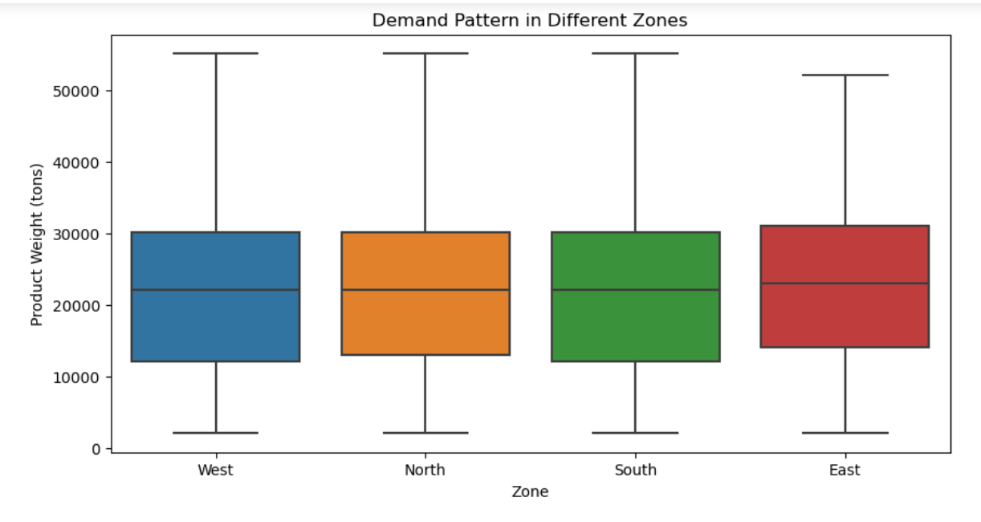 Demand Pattern in Different Zones
Product Weight (tons)
50000
40000
30000
20000
10000
0
West North South East
Zone